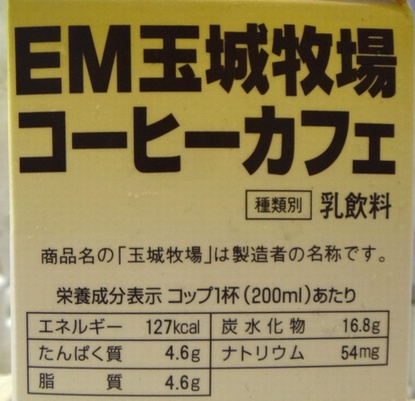 EM玉城牧場
コーヒーカフェ
種類別 乳飲料
商品名の「玉城牧場」は製造者の名称です。
栄養成分表示 コップ1杯(200ml)あたり
エネルギー 127kcal 炭水化物 16.8g
たんぱく質 4.6g ナトリウム 54mg
脂質 4.6g